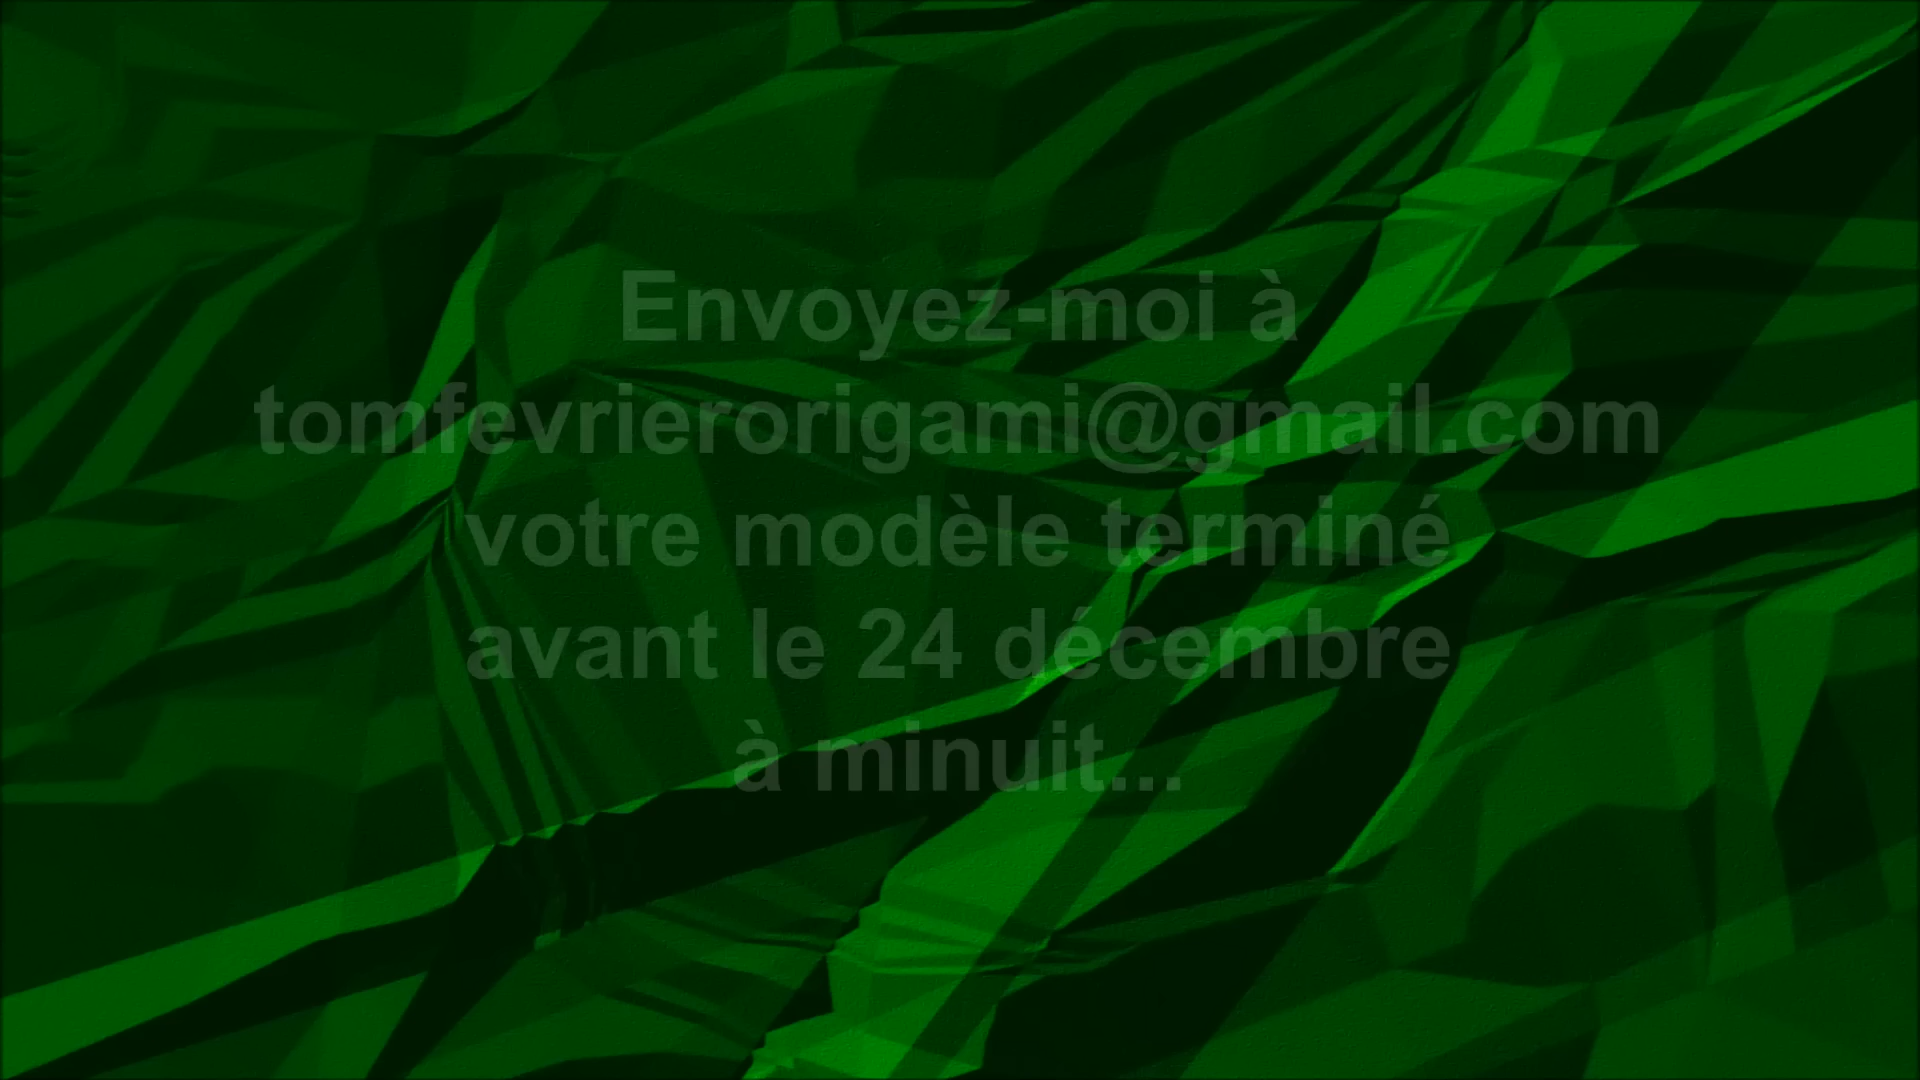 Envoyez-moi à
tomfevrierorigami@gmail.com
votre modèle terminé
avant le 24 décembre
à minuit...